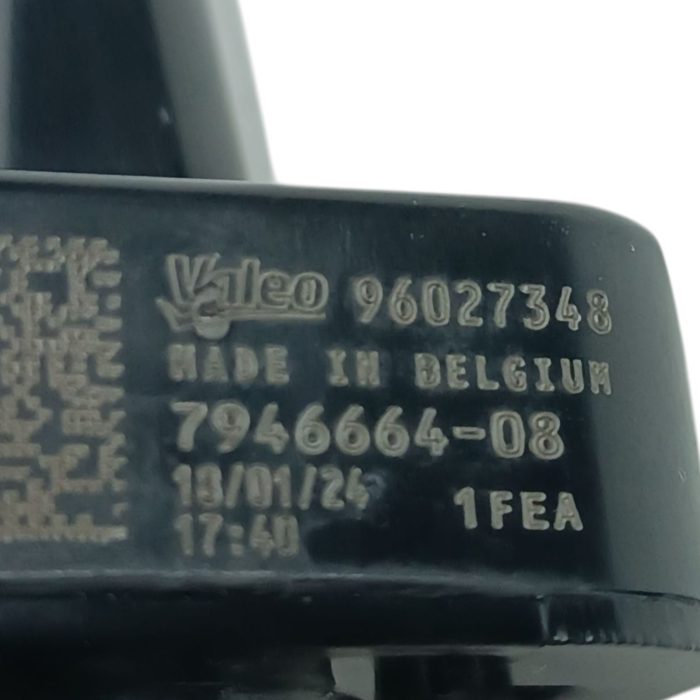 Valeo 96027348
MADE IN BELGIUM
7946664-08
18/01/24
1FEA
17:40